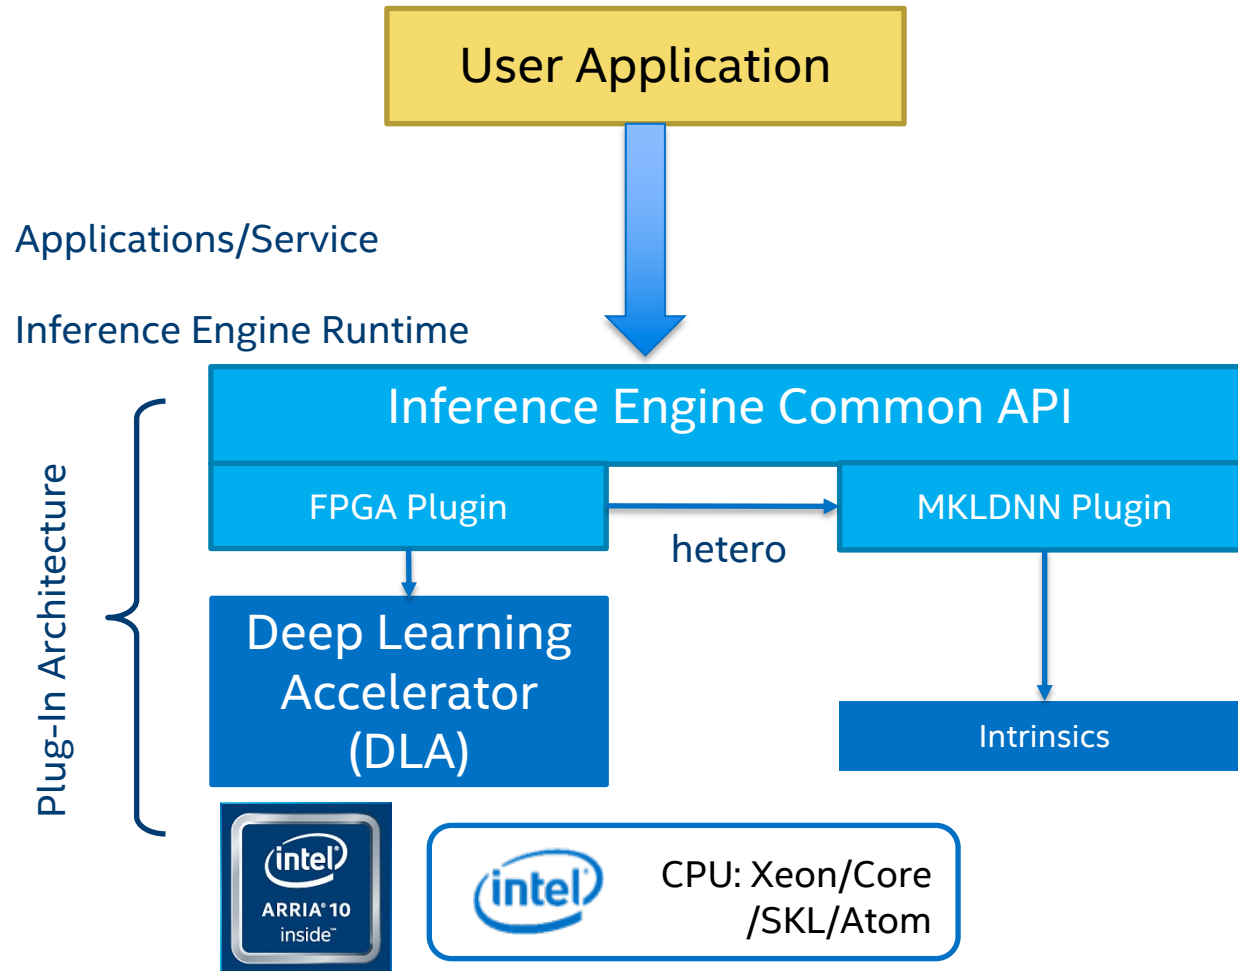 User Application
Applications/Service
Inference Engine Runtime
Inference Engine Common API
FPGA Plugin
MKLDNN Plugin
hetero
Plug-In Architecture
Deep Learning
Accelerator
(DLA)
Intrinsics
intel
ARRIA® 10
inside™
intel
CPU: Xeon/Core
/SKL/Atom